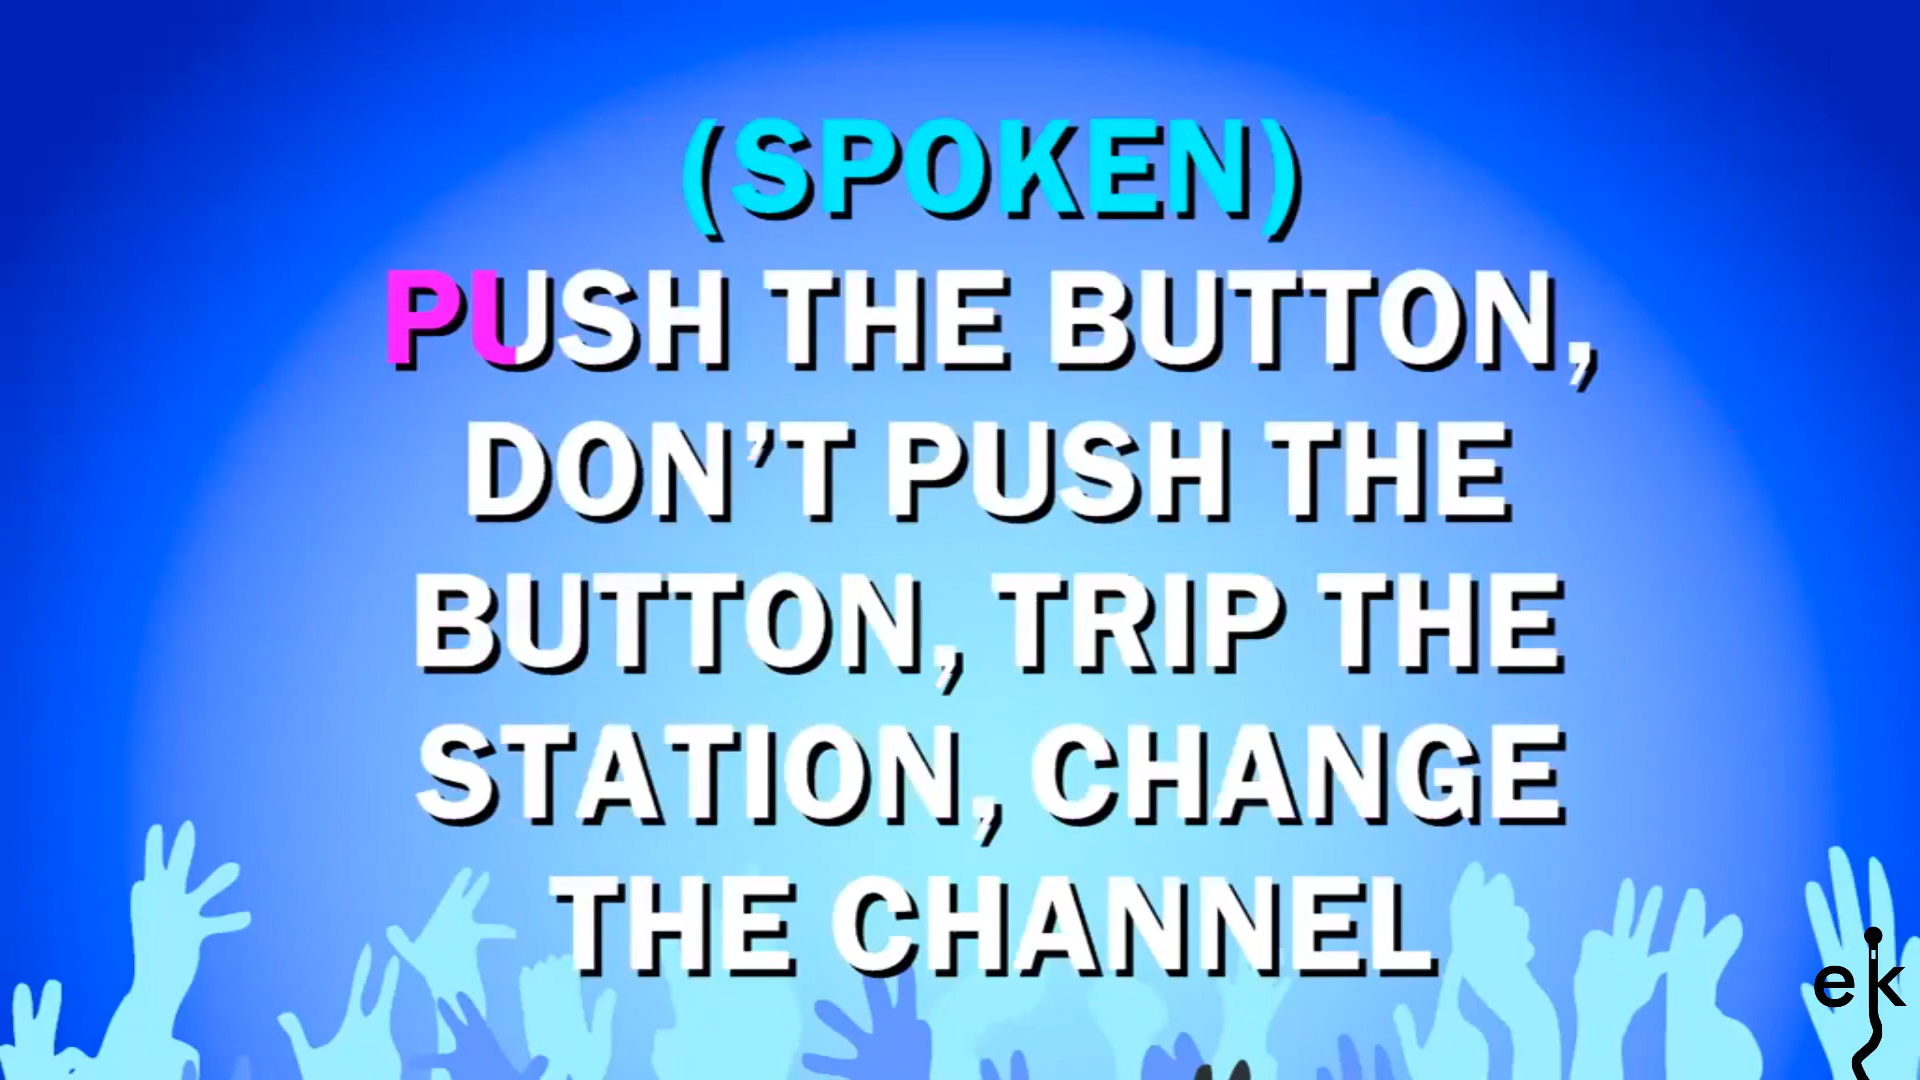 (SPOKEN)
PUSH THE BUTTON,
DON’T PUSH THE
BUTTON, TRIP THE
STATION, CHANGE
THE CHANNEL
ek